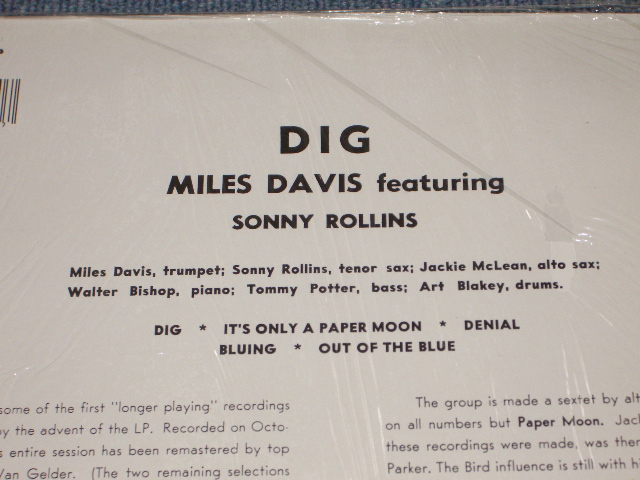 DIG
MILES DAVIS featuring
SONNY ROLLINS
Miles Davis, trumpet; Sonny Rollins, tenor sax; Jackie McLean, alto sax;
Walter Bishop, piano; Tommy Potter, bass; Art Blakey, drums.
DIG * IT'S ONLY A PAPER MOON * DENIAL
BLUING * OUT OF THE BLUE
some of the first "longer playing" recordings
by the advent of the LP. Recorded on Octo-
s entire session has been remastered by top
Van Gelder. (The two remaining selections
The group is made a sextet by alt
on all numbers but Paper Moon. Jack
these recordings were made, was ther
Parker. The Bird influence is still with hi